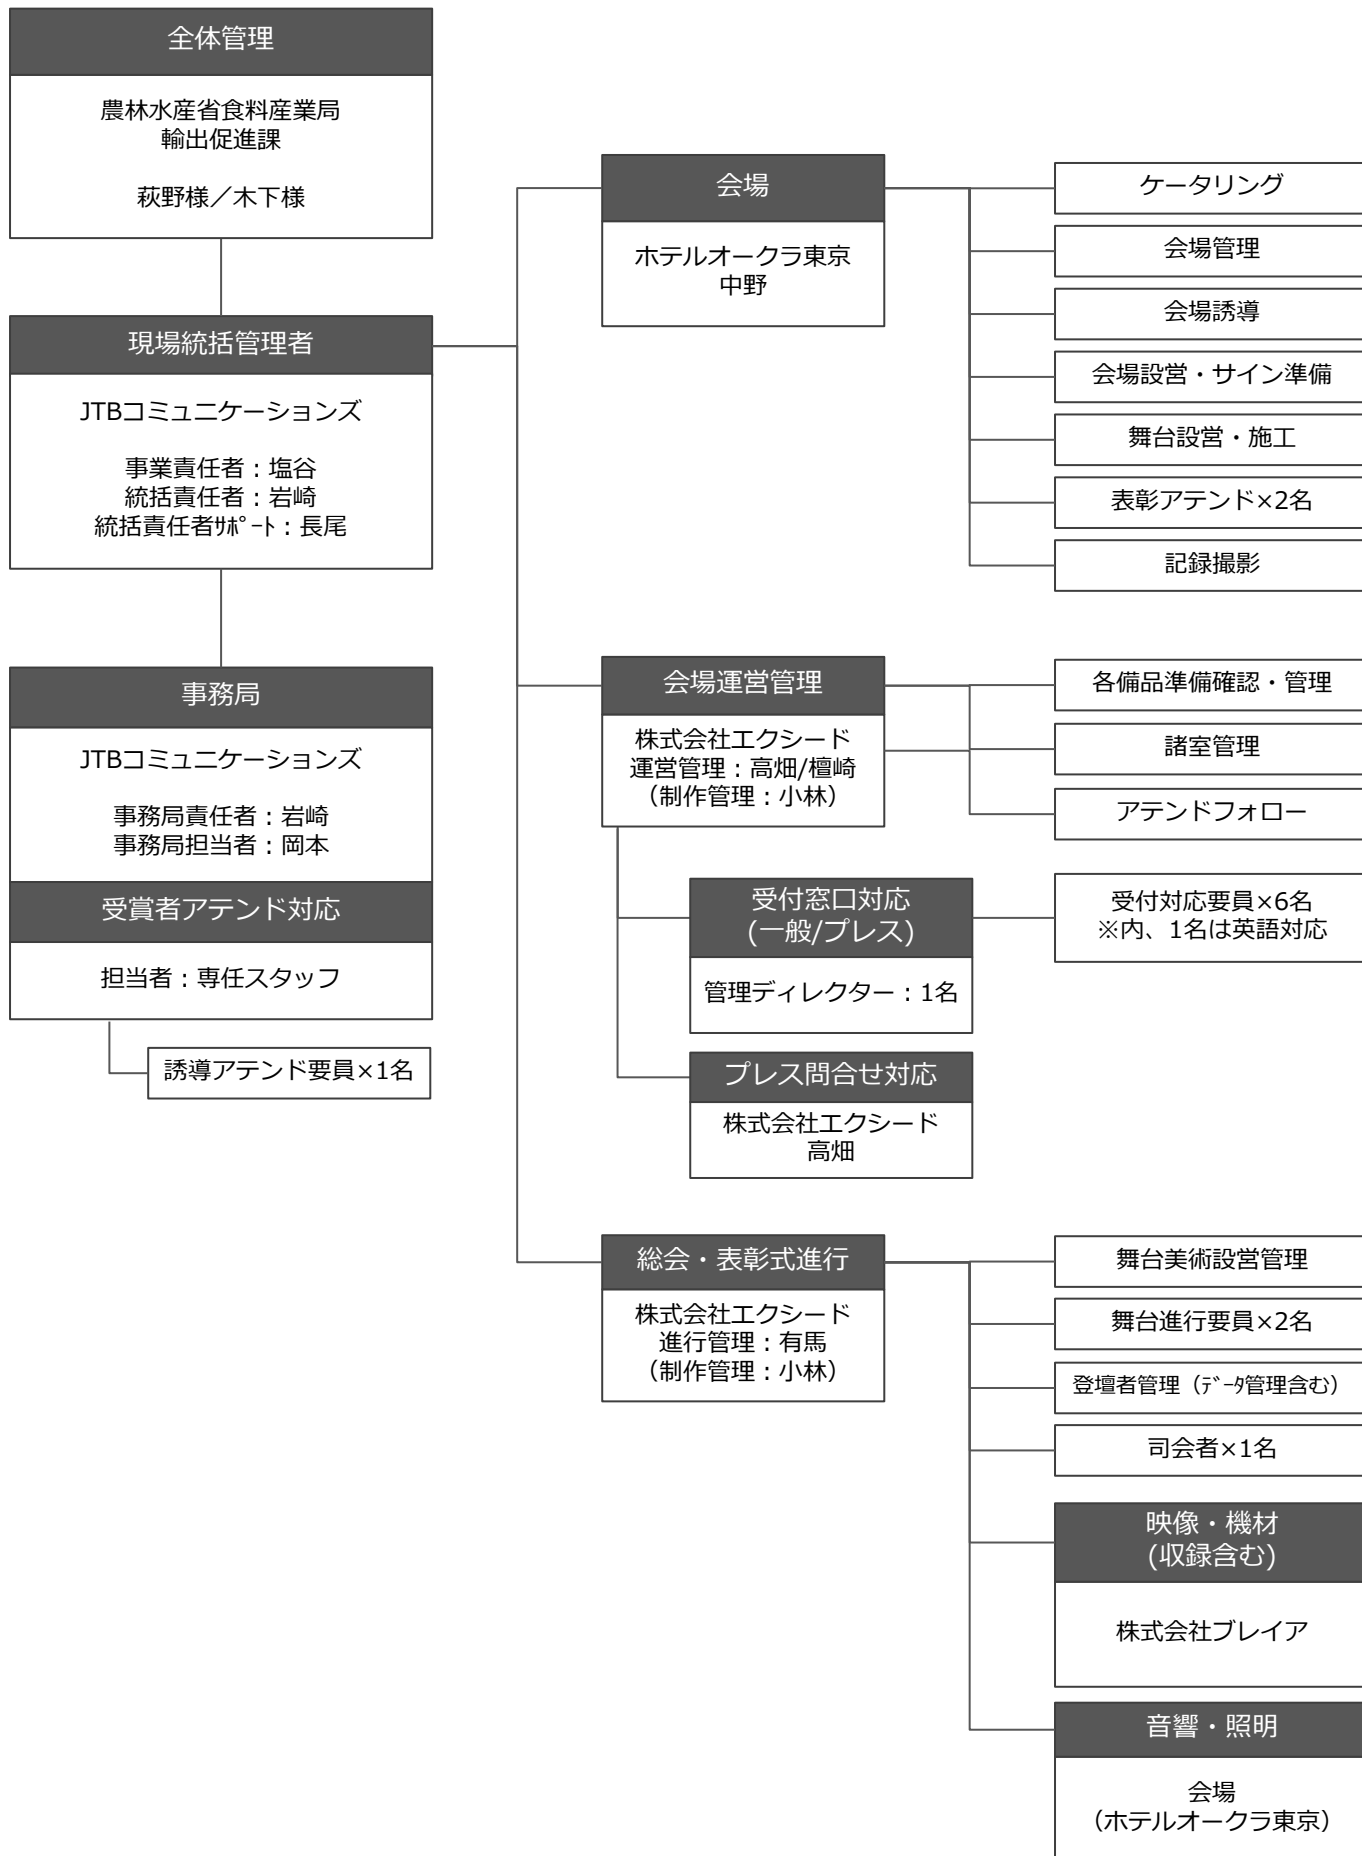 全体管理
農林水産省食料産業局
輸出促進課
萩野様／木下様
現場統括管理者
JTBコミュニケーションズ
事業責任者：塩谷
統括責任者：岩崎
統括責任者ｻﾎﾟｰﾄ：長尾
事務局
JTBコミュニケーションズ
事務局責任者：岩崎
事務局担当者：岡本
受賞者アテンド対応
担当者：専任スタッフ
誘導アテンド要員×1名
会場
ホテルオークラ東京
中野
ケータリング
会場管理
会場誘導
会場設営・サイン準備
舞台設営・施工
表彰アテンド×2名
記録撮影
会場運営管理
株式会社エクシード
運営管理：高畑/檀崎
（制作管理：小林）
各備品準備確認・管理
諸室管理
アテンドフォロー
受付窓口対応
(一般/プレス)
管理ディレクター：1名
受付対応要員×6名
※内、1名は英語対応
プレス問合せ対応
株式会社エクシード
高畑
総会・表彰式進行
株式会社エクシード
進行管理：有馬
（制作管理：小林）
舞台美術設営管理
舞台進行要員×2名
登壇者管理（ﾃﾞｰﾀ管理含む）
司会者×1名
映像・機材
(収録含む)
株式会社ブレイア
音響・照明
会場
（ホテルオークラ東京）